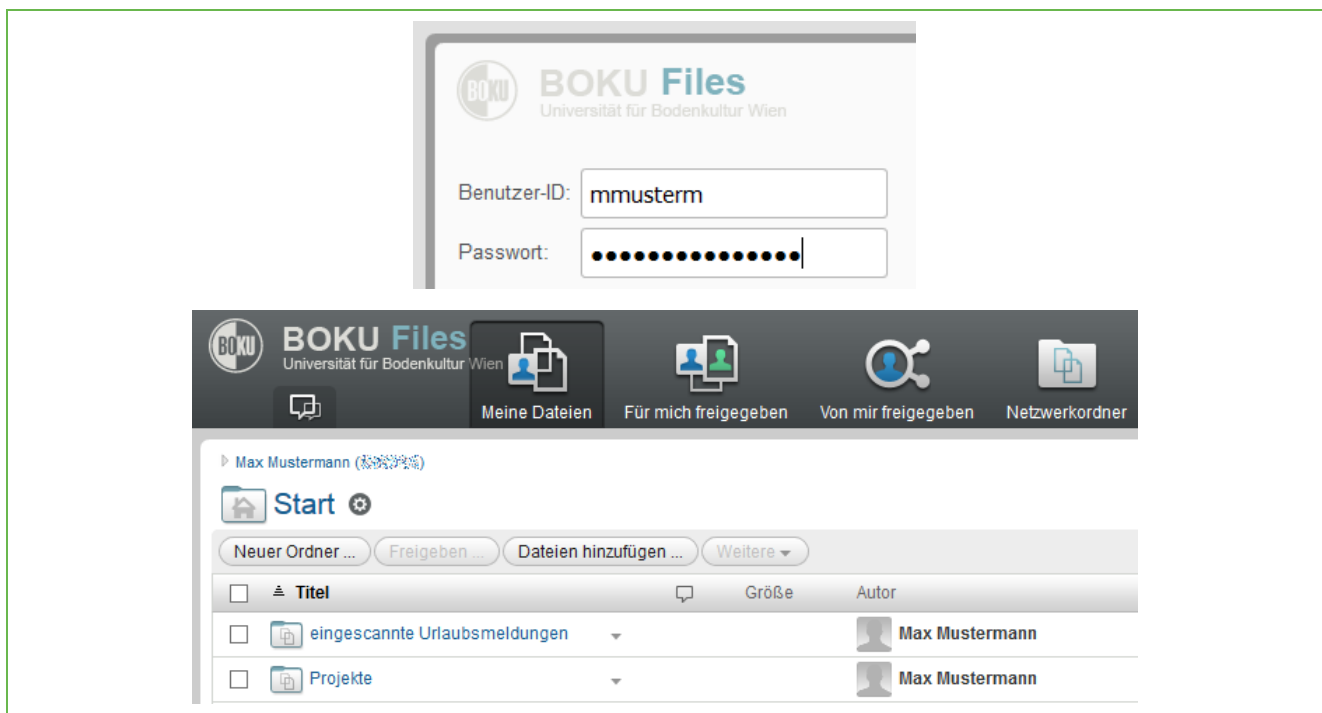 BOKU
BOKU Files
Universität für Bodenkultur Wien
Benutzer-ID: mmusterm
Passwort: ●●●●●●●●●●●●●●●
BOKU
BOKU Files
Universität für Bodenkultur Wien
Meine Dateien Für mich freigegeben Von mir freigegeben Netzwerkordner
Max Mustermann ()
Start
Neuer Ordner ... Freigeben ... Dateien hinzufügen ... Weitere
Titel Größe Autor
eingescannte Urlaubsmeldungen Max Mustermann
Projekte Max Mustermann